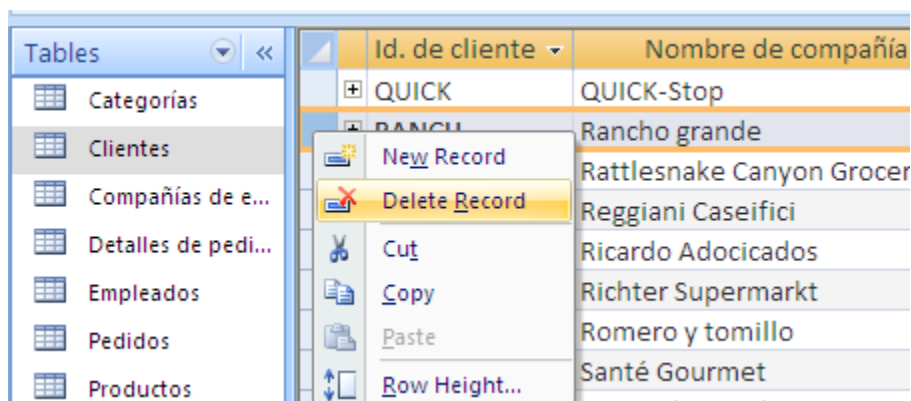 Tables
Categorías
Clientes
Compañías de e...
Detalles de pedi...
Empleados
Pedidos
Productos
Id. de cliente Nombre de compañía
QUICK QUICK-Stop
Rancho grande
Rattlesnake Canyon Grocer
Reggiani Caseifici
Ricardo Adocicados
Richter Supermarkt
Romero y tomillo
Santé Gourmet
New Record
Delete Record
Cut
Copy
Paste
Row Height...